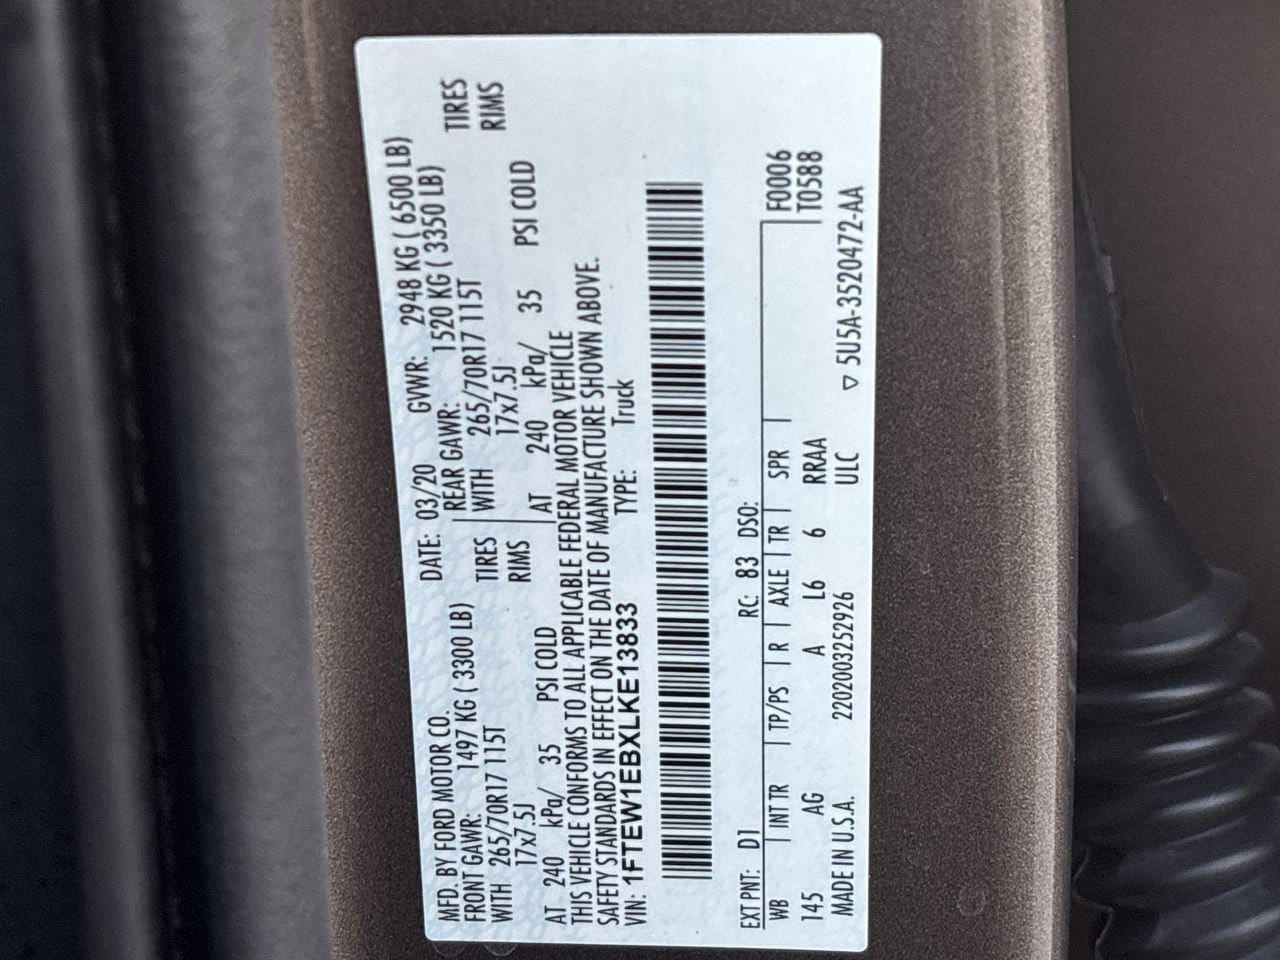 MFD. BY FORD MOTOR CO. DATE: 03/20 GVWR: 2948 KG ( 6500 LB)
FRONT GAWR: 1497 KG ( 3300 LB) REAR GAWR: 1520 KG ( 3350 LB)
WITH 265/70R17 115T TIRES WITH 265/70R17 115T TIRES
17x7.5J RIMS 17x7.5J RIMS
AT 240 kPa/ 35 PSI COLD AT 240 kPa/ 35 PSI COLD
THIS VEHICLE CONFORMS TO ALL APPLICABLE FEDERAL MOTOR VEHICLE
SAFETY STANDARDS IN EFFECT ON THE DATE OF MANUFACTURE SHOWN ABOVE.
VIN: 1FTEW1EBXLKE13833 TYPE: Truck
EXT PNT: D1 RC: 83 DSO: F0006
WB INT TR TP/PS R AXLE TR SPR T0588
145 AG A L6 6 RRAA
MADE IN U.S.A. 220200325​2926 ULC ▽ 5U5A-3520472-AA